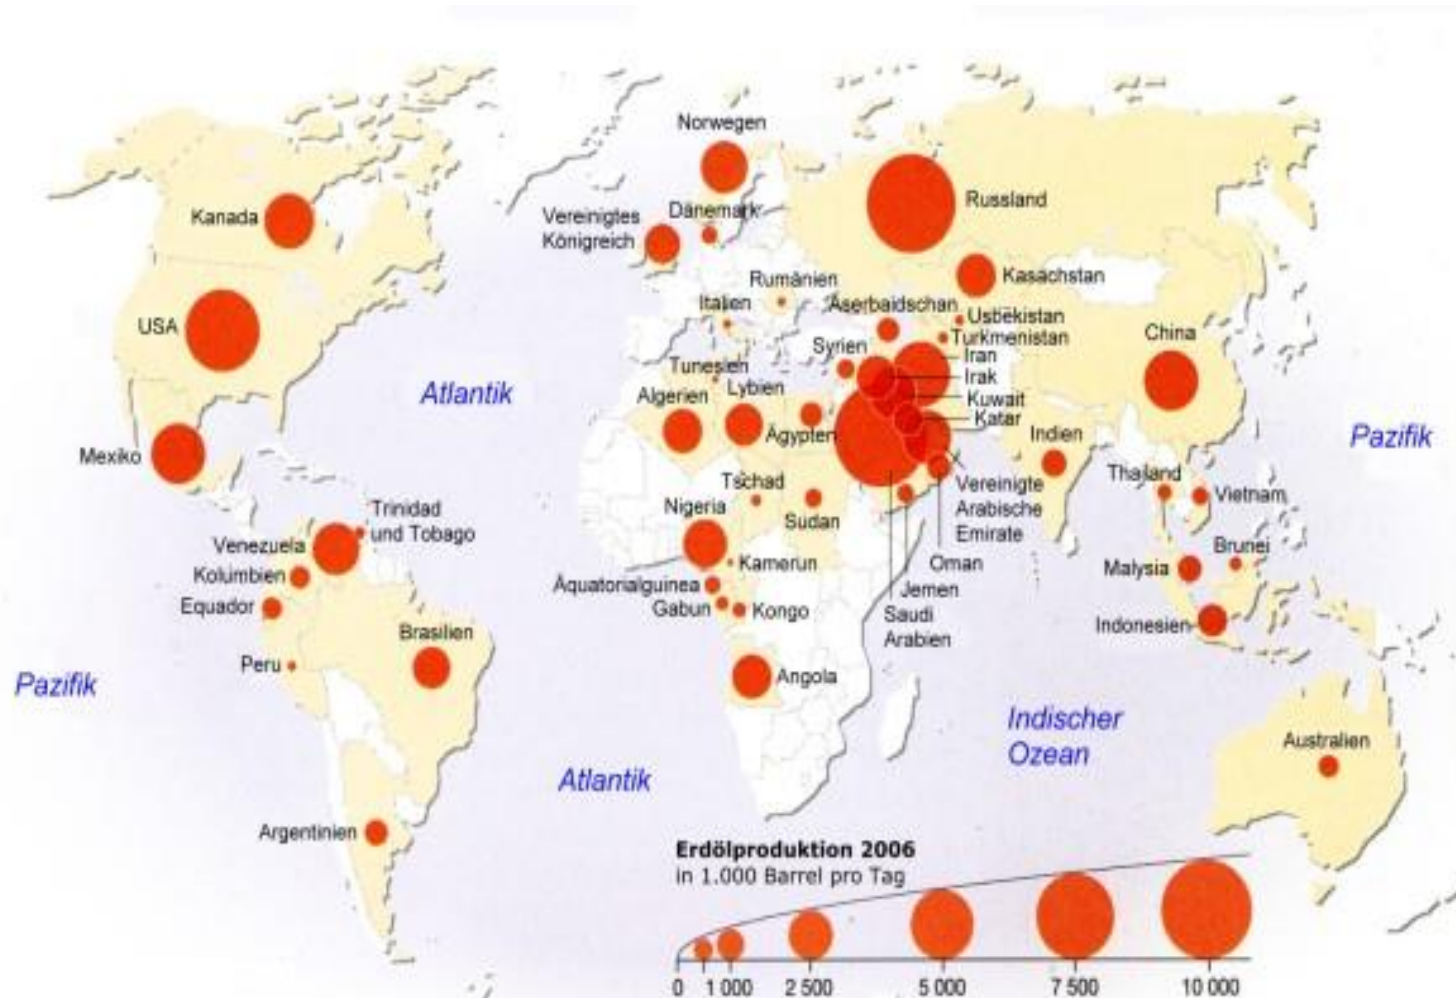 Norwegen
Kanada
Vereinigtes
Königreich
Dänemark
Russland
Rumänien
Kasachstan
Italien
Aserbaidschan
Usbekistan
USA
Turkmenistan
China
Syrien
Iran
Tunesien
Irak
Atlantik
Algerien
Lybien
Kuwait
Katar
Mexiko
Ägypten
Indien
Pazifik
Tschad
Vereinigte
Arabische
Emirate
Thailand
Vietnam
Trinidad
und Tobago
Nigeria
Sudan
Venezuela
Kamerun
Oman
Malysia
Brunei
Kolumbien
Äquatorialguinea
Jemen
Equador
Gabun
Kongo
Saudi
Arabien
Indonesien
Brasilien
Peru
Angola
Pazifik
Indischer
Ozean
Australien
Atlantik
Argentinien
Erdölproduktion 2006
in 1.000 Barrel pro Tag
0 1 000 2 500 5 000 7 500 10 000